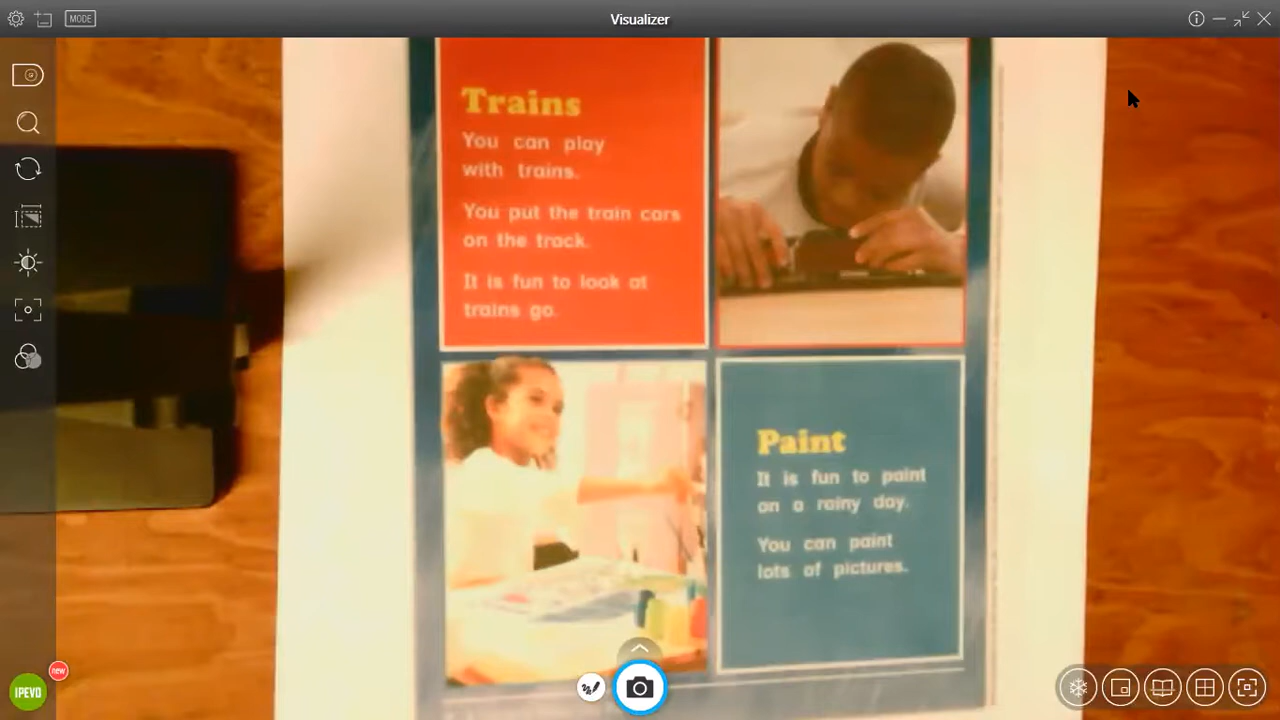 MODE
Visualizer
Trains
You can play
with trains.
You put the train cars
on the track.
It is fun to look at
trains go.
Paint
It is fun to paint
on a rainy day.
You can paint
lots of pictures.
new
IPEVO